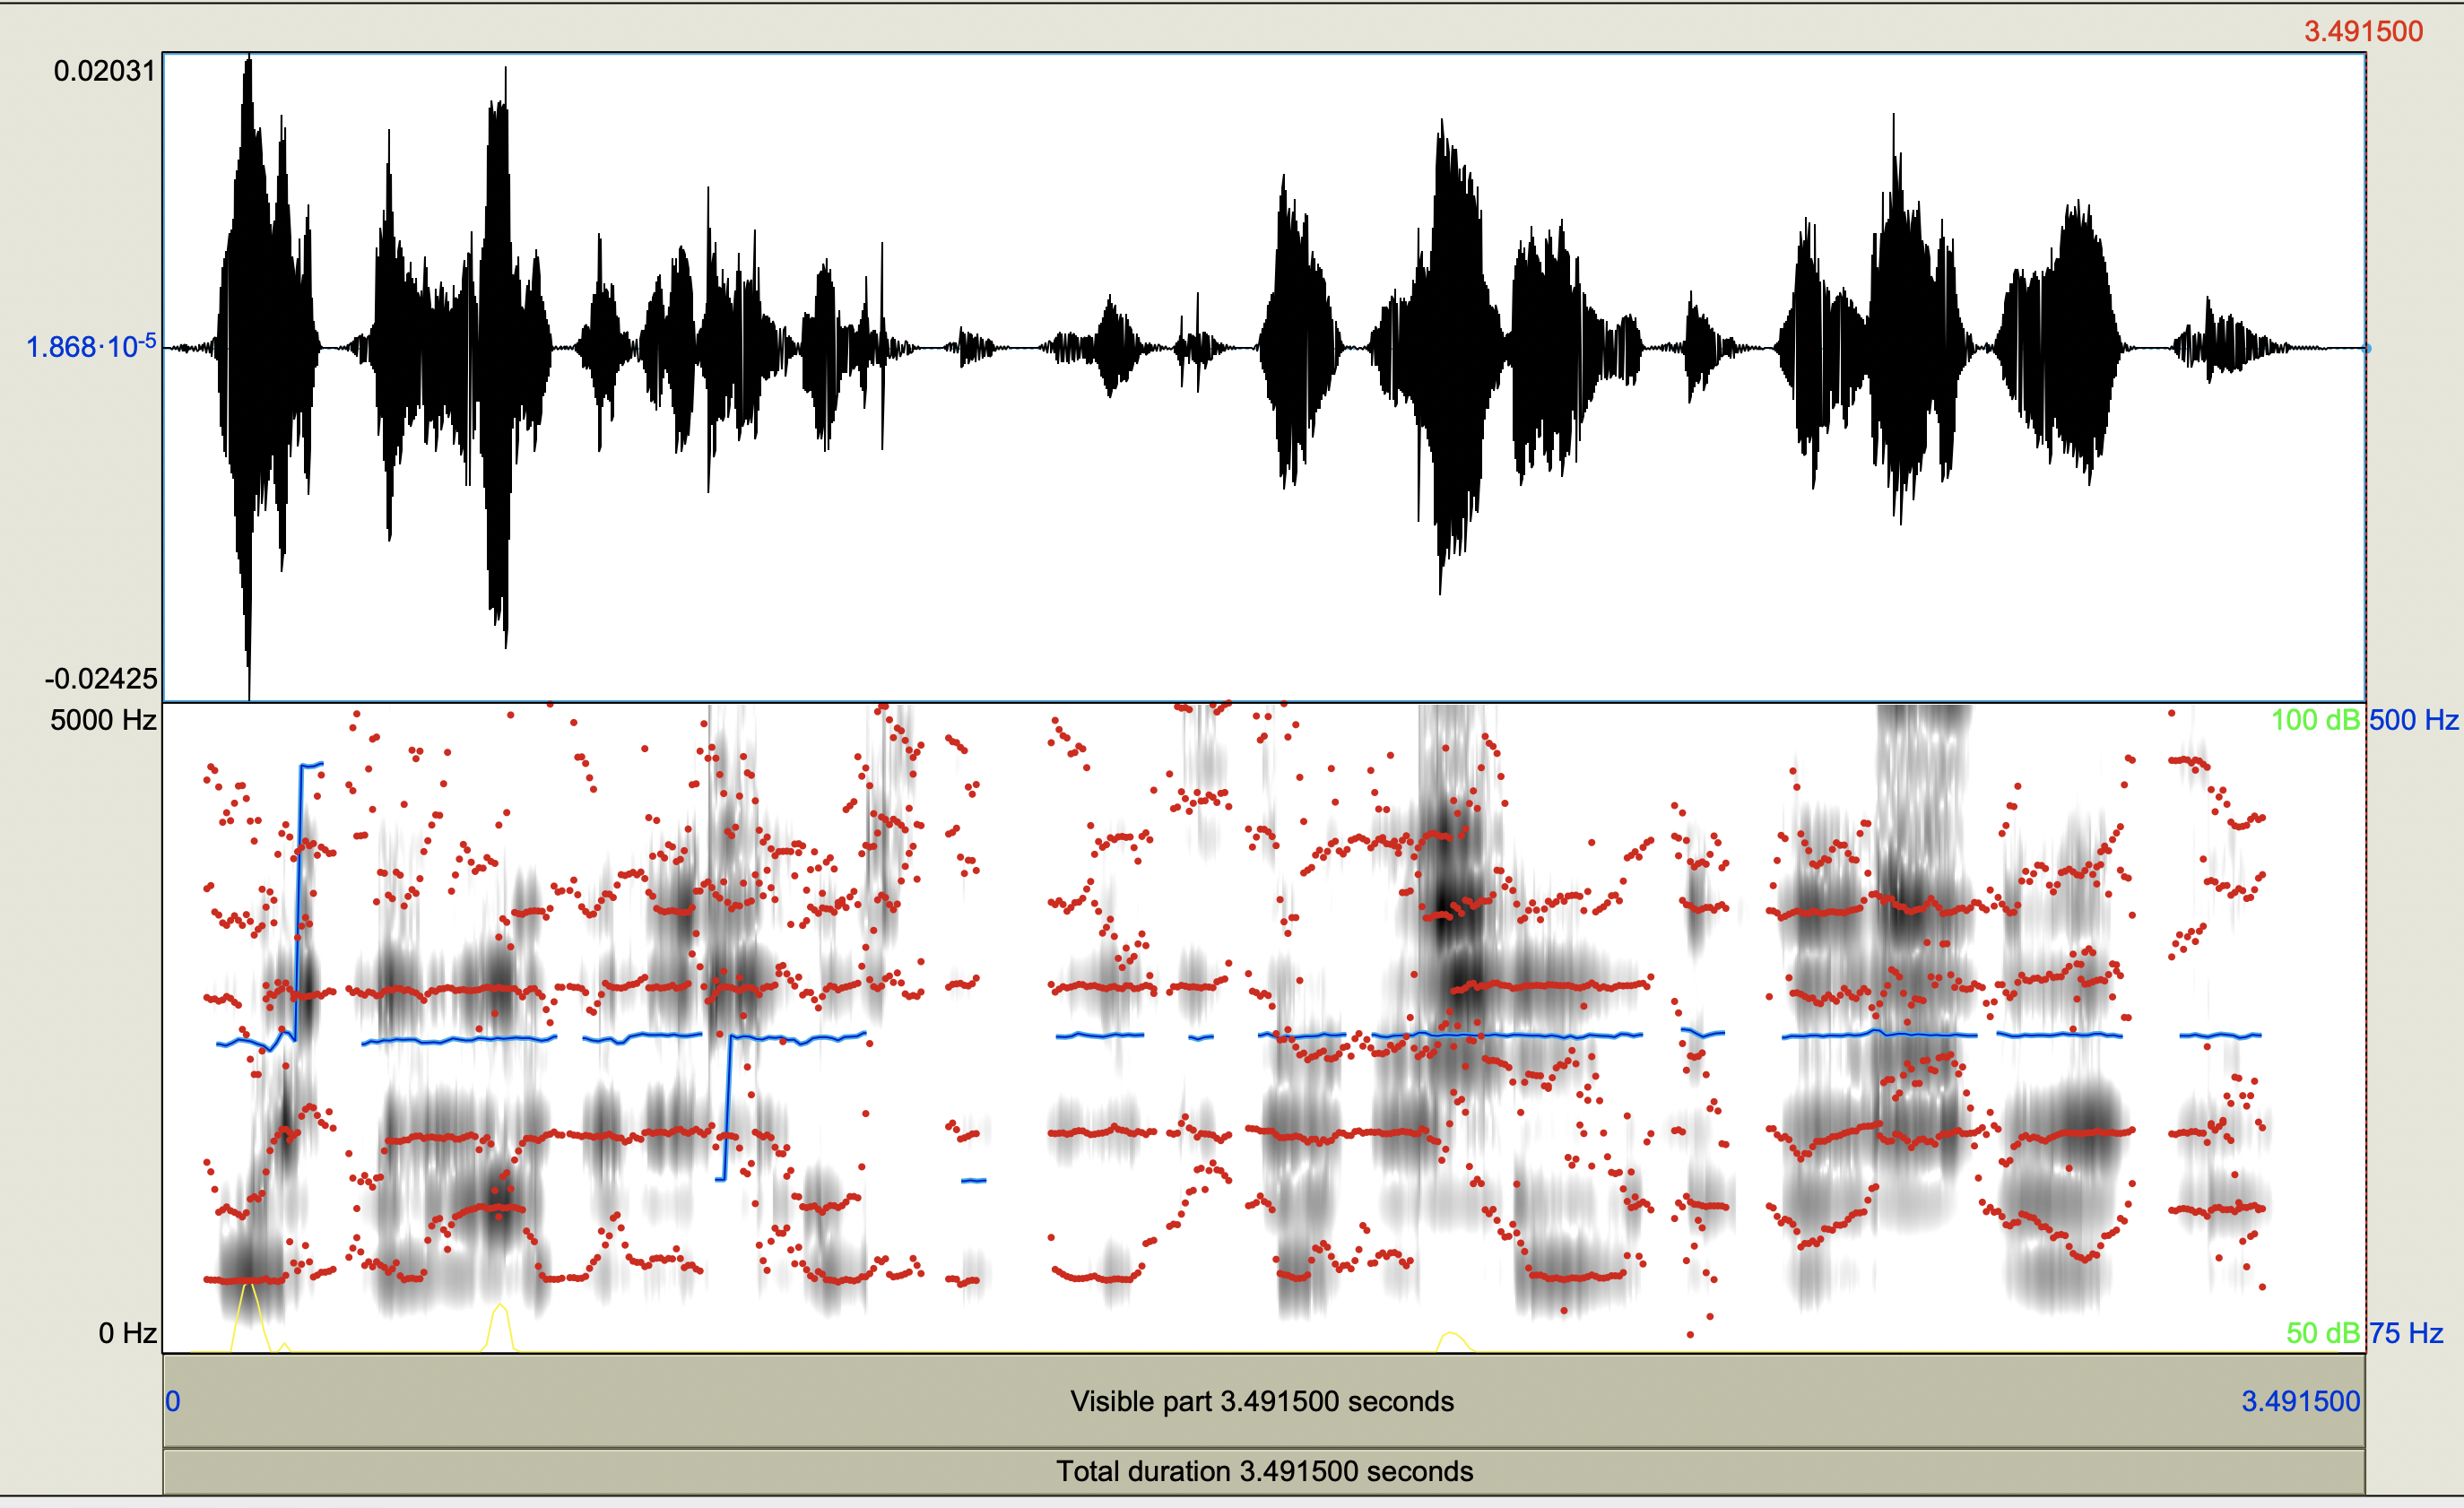 3.491500
0.02031
1.868·10-5
-0.02425
5000 Hz
100 dB 500 Hz
0 Hz
50 dB 75 Hz
0 Visible part 3.491500 seconds 3.491500
Total duration 3.491500 seconds